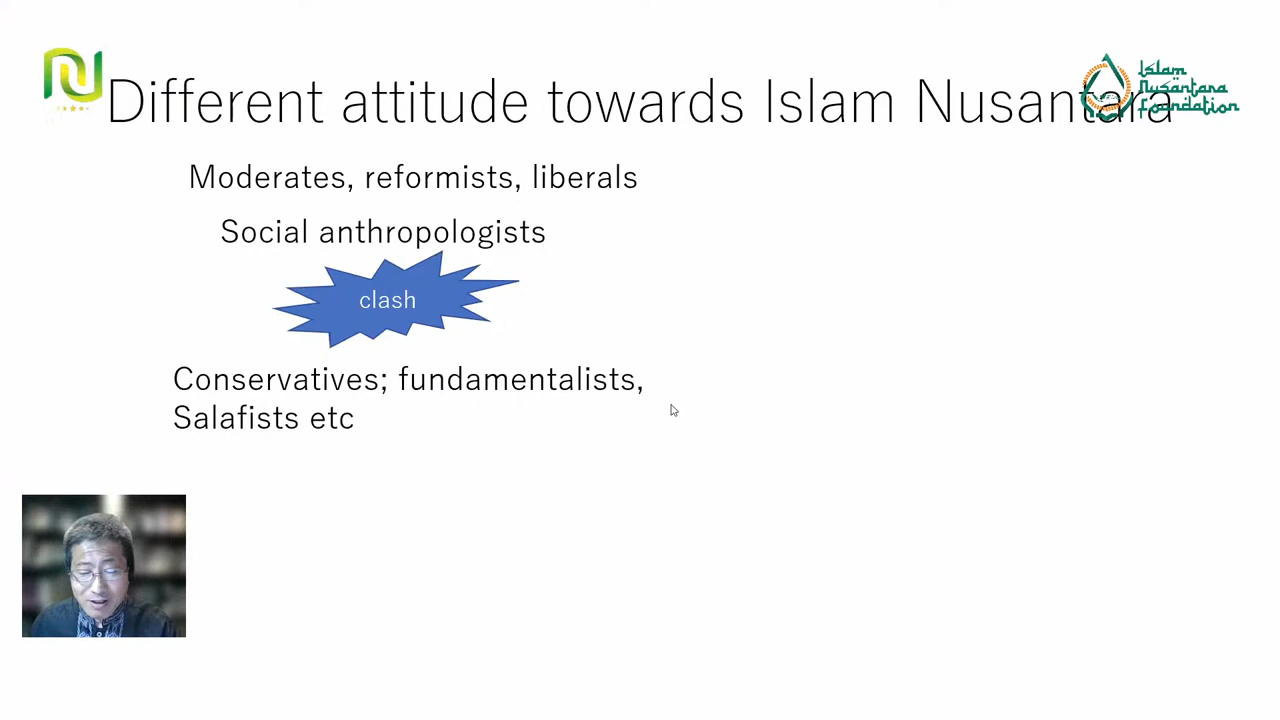 Different attitude towards Islam Nusantara
Islam
Nusantara
Foundation
Moderates, reformists, liberals
Social anthropologists
clash
Conservatives; fundamentalists,
Salafists etc